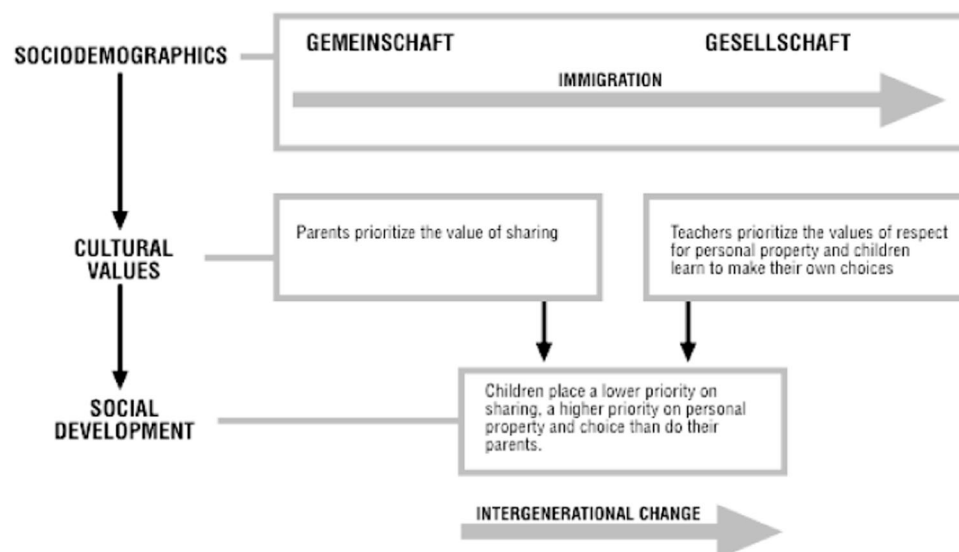 SOCIODEMOGRAPHICS
GEMEINSCHAFT
GESELLSCHAFT
IMMIGRATION
CULTURAL
VALUES
Parents prioritize the value of sharing
Teachers prioritize the values of respect
for personal property and children
learn to make their own choices
SOCIAL
DEVELOPMENT
Children place a lower priority on
sharing, a higher priority on personal
property and choice than do their
parents.
INTERGENERATIONAL CHANGE